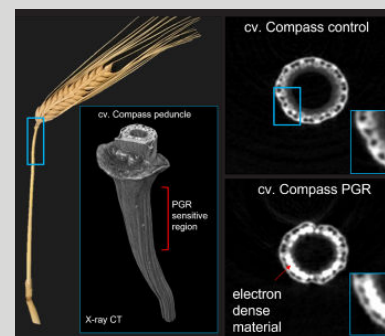 cv. Compass control
cv. Compass peduncle
PGR
sensitive
region
X-ray CT
cv. Compass PGR
electron
dense
material